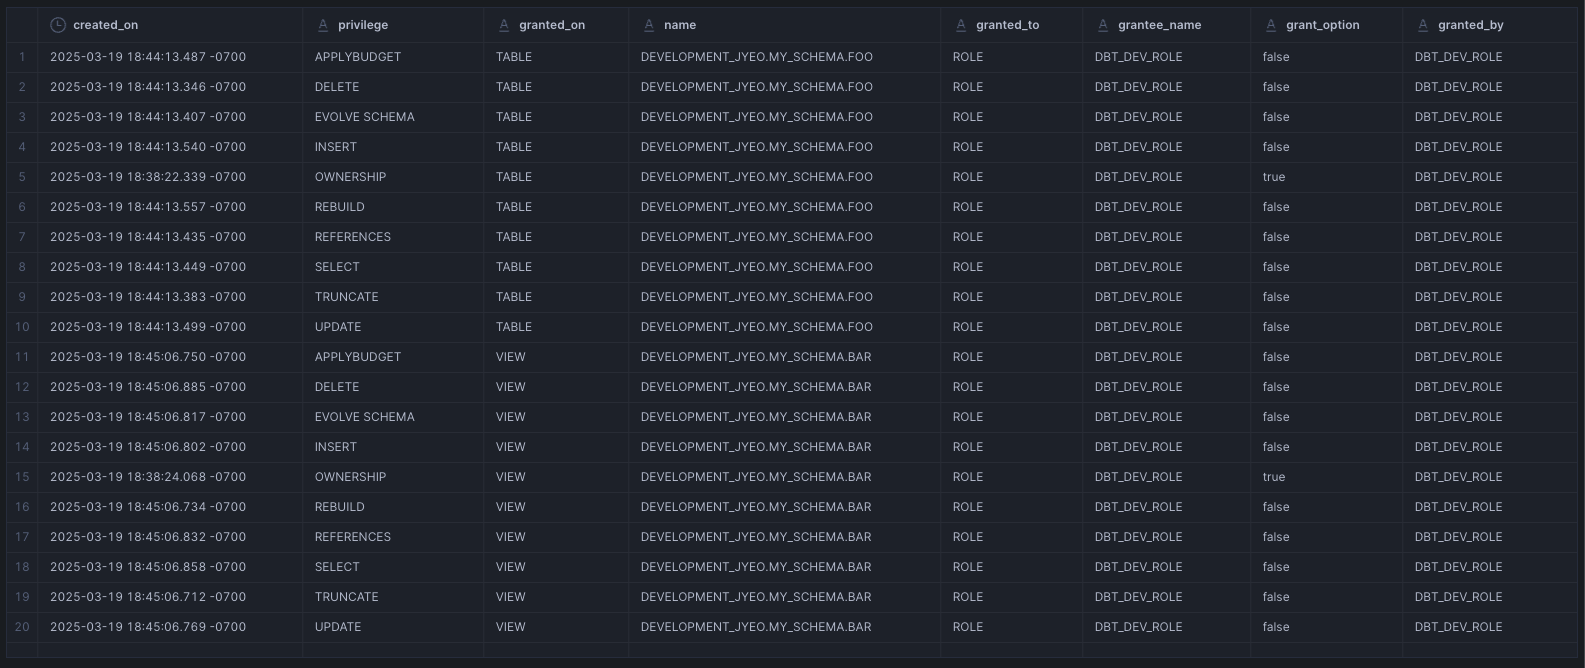 created_on privilege granted_on name granted_to grantee_name grant_option granted_by
1 2025-03-19 18:44:13.487 -0700 APPLYBUDGET TABLE DEVELOPMENT_JYEO.MY_SCHEMA.FOO ROLE DBT_DEV_ROLE false DBT_DEV_ROLE
2 2025-03-19 18:44:13.346 -0700 DELETE TABLE DEVELOPMENT_JYEO.MY_SCHEMA.FOO ROLE DBT_DEV_ROLE false DBT_DEV_ROLE
3 2025-03-19 18:44:13.407 -0700 EVOLVE SCHEMA TABLE DEVELOPMENT_JYEO.MY_SCHEMA.FOO ROLE DBT_DEV_ROLE false DBT_DEV_ROLE
4 2025-03-19 18:44:13.540 -0700 INSERT TABLE DEVELOPMENT_JYEO.MY_SCHEMA.FOO ROLE DBT_DEV_ROLE false DBT_DEV_ROLE
5 2025-03-19 18:38:22.339 -0700 OWNERSHIP TABLE DEVELOPMENT_JYEO.MY_SCHEMA.FOO ROLE DBT_DEV_ROLE true DBT_DEV_ROLE
6 2025-03-19 18:44:13.557 -0700 REBUILD TABLE DEVELOPMENT_JYEO.MY_SCHEMA.FOO ROLE DBT_DEV_ROLE false DBT_DEV_ROLE
7 2025-03-19 18:44:13.435 -0700 REFERENCES TABLE DEVELOPMENT_JYEO.MY_SCHEMA.FOO ROLE DBT_DEV_ROLE false DBT_DEV_ROLE
8 2025-03-19 18:44:13.449 -0700 SELECT TABLE DEVELOPMENT_JYEO.MY_SCHEMA.FOO ROLE DBT_DEV_ROLE false DBT_DEV_ROLE
9 2025-03-19 18:44:13.383 -0700 TRUNCATE TABLE DEVELOPMENT_JYEO.MY_SCHEMA.FOO ROLE DBT_DEV_ROLE false DBT_DEV_ROLE
10 2025-03-19 18:44:13.499 -0700 UPDATE TABLE DEVELOPMENT_JYEO.MY_SCHEMA.FOO ROLE DBT_DEV_ROLE false DBT_DEV_ROLE
11 2025-03-19 18:45:06.750 -0700 APPLYBUDGET VIEW DEVELOPMENT_JYEO.MY_SCHEMA.BAR ROLE DBT_DEV_ROLE false DBT_DEV_ROLE
12 2025-03-19 18:45:06.885 -0700 DELETE VIEW DEVELOPMENT_JYEO.MY_SCHEMA.BAR ROLE DBT_DEV_ROLE false DBT_DEV_ROLE
13 2025-03-19 18:45:06.817 -0700 EVOLVE SCHEMA VIEW DEVELOPMENT_JYEO.MY_SCHEMA.BAR ROLE DBT_DEV_ROLE false DBT_DEV_ROLE
14 2025-03-19 18:45:06.802 -0700 INSERT VIEW DEVELOPMENT_JYEO.MY_SCHEMA.BAR ROLE DBT_DEV_ROLE false DBT_DEV_ROLE
15 2025-03-19 18:38:24.068 -0700 OWNERSHIP VIEW DEVELOPMENT_JYEO.MY_SCHEMA.BAR ROLE DBT_DEV_ROLE true DBT_DEV_ROLE
16 2025-03-19 18:45:06.734 -0700 REBUILD VIEW DEVELOPMENT_JYEO.MY_SCHEMA.BAR ROLE DBT_DEV_ROLE false DBT_DEV_ROLE
17 2025-03-19 18:45:06.832 -0700 REFERENCES VIEW DEVELOPMENT_JYEO.MY_SCHEMA.BAR ROLE DBT_DEV_ROLE false DBT_DEV_ROLE
18 2025-03-19 18:45:06.858 -0700 SELECT VIEW DEVELOPMENT_JYEO.MY_SCHEMA.BAR ROLE DBT_DEV_ROLE false DBT_DEV_ROLE
19 2025-03-19 18:45:06.712 -0700 TRUNCATE VIEW DEVELOPMENT_JYEO.MY_SCHEMA.BAR ROLE DBT_DEV_ROLE false DBT_DEV_ROLE
20 2025-03-19 18:45:06.769 -0700 UPDATE VIEW DEVELOPMENT_JYEO.MY_SCHEMA.BAR ROLE DBT_DEV_ROLE false DBT_DEV_ROLE